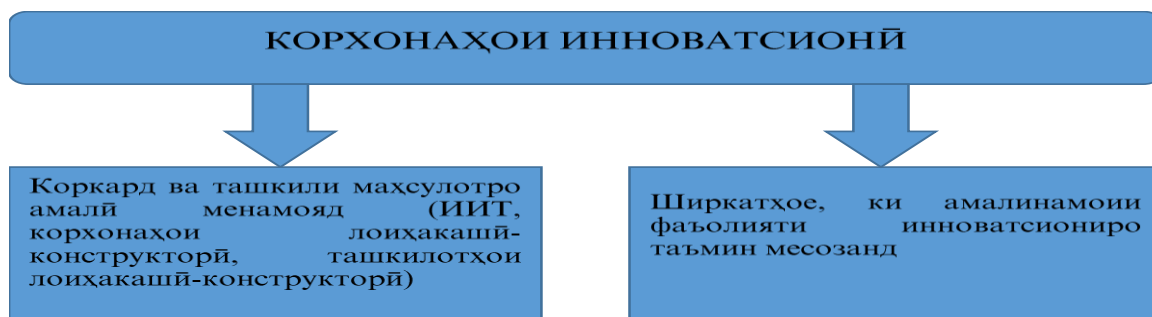 КОРХОНАҲОИ ИННОВАТСИОНӢ
Коркард ва ташкили маҳсулотро
амалӣ менамояд (ИИТ,
корхонаҳои лоиҳакашӣ-
конструкторӣ, ташкилотҳои
лоиҳакашӣ-конструкторӣ)
Ширкатҳое, ки амалинамоии
фаъолияти инноватсиониро
таъмин месозанд